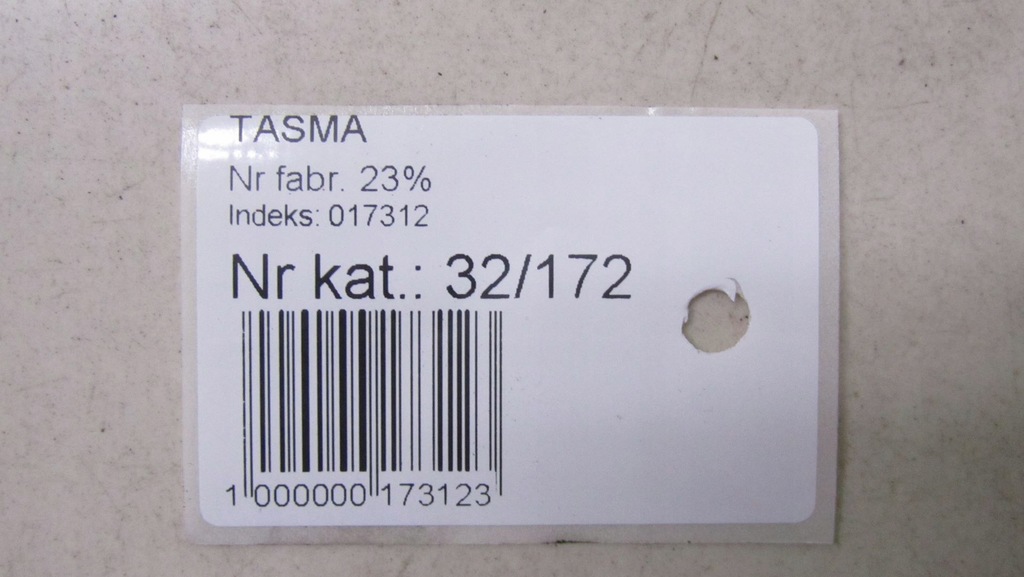 TASMA
Nr fabr. 23%
Indeks: 017312
Nr kat.: 32/172
1 000000 173123